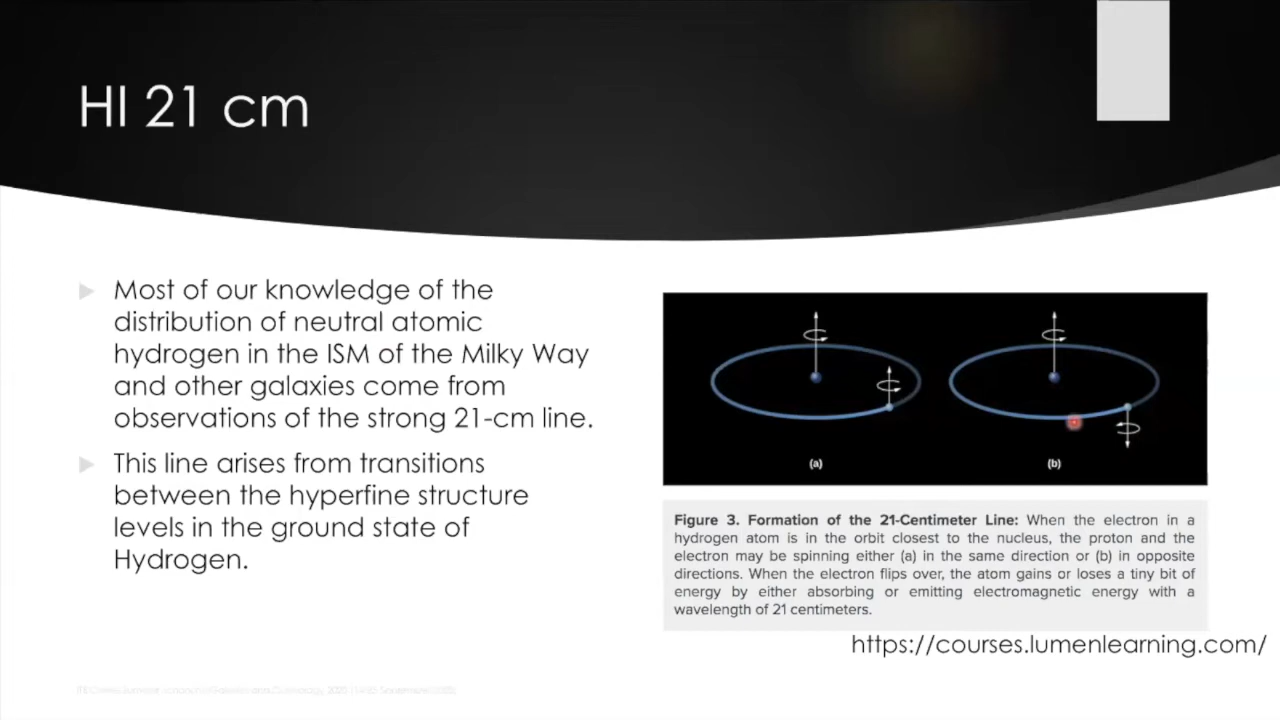 HI 21 cm
Most of our knowledge of the
distribution of neutral atomic
hydrogen in the ISM of the Milky Way
and other galaxies come from
observations of the strong 21-cm line.
This line arises from transitions
between the hyperfine structure
levels in the ground state of
Hydrogen.
(a)
(b)
Figure 3. Formation of the 21-Centimeter Line: When the electron in a
hydrogen atom is in the orbit closest to the nucleus, the proton and the
electron may be spinning either (a) in the same direction or (b) in opposite
directions. When the electron flips over, the atom gains or loses a tiny bit of
energy by either absorbing or emitting electromagnetic energy with a
wavelength of 21 centimeters.
https://courses.lumenlearning.com/